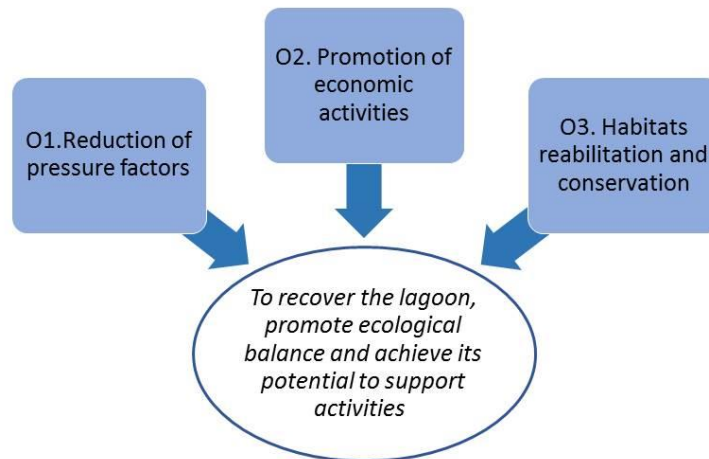 O1.Reduction of
pressure factors
O2. Promotion of
economic
activities
O3. Habitats
reabilitation and
conservation
To recover the lagoon,
promote ecological
balance and achieve its
potential to support
activities